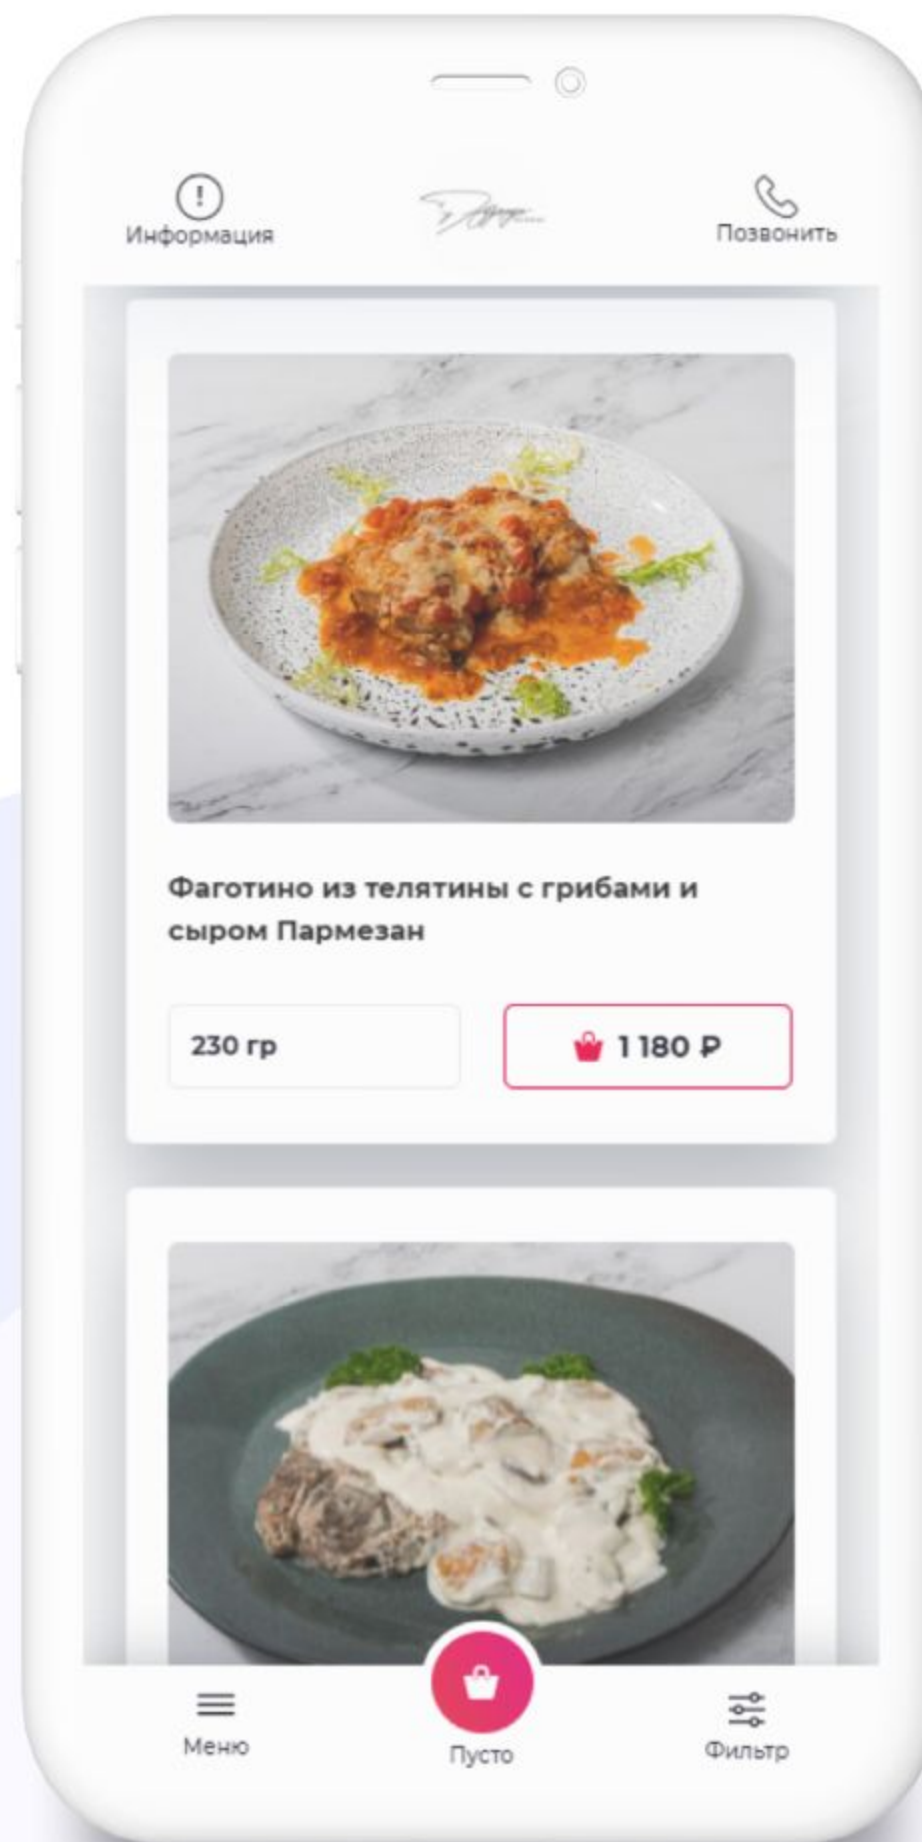 Информация
Позвонить
Фаготино из телятины с грибами и
сыром Пармезан
230 гр
1 180 ₽
Меню
Пусто
Фильтр